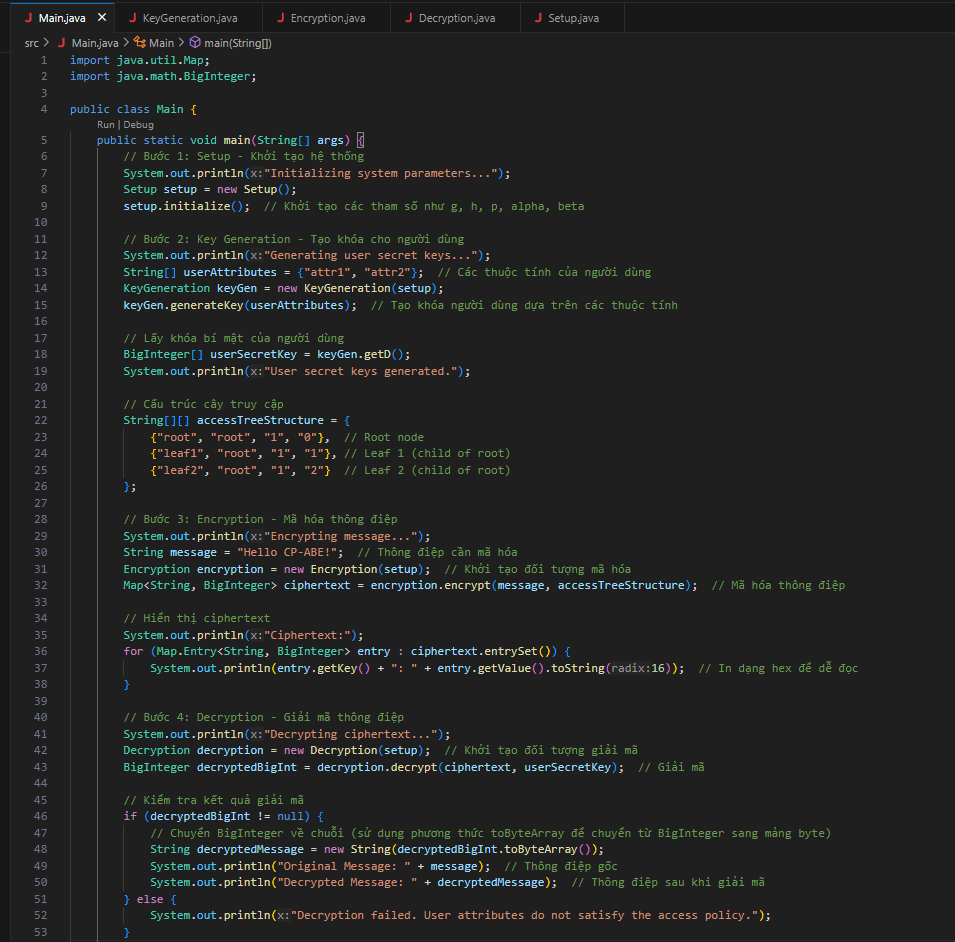 Main.java
KeyGeneration.java
Encryption.java
Decryption.java
Setup.java
src > Main.java > Main > main(String[])
1 import java.util.Map;
2 import java.math.BigInteger;
3
4 public class Main {
Run | Debug
5 public static void main(String[] args) {
6 // Bước 1: Setup - Khởi tạo hệ thống
7 System.out.println(x:"Initializing system parameters...");
8 Setup setup = new Setup();
9 setup.initialize();  // Khởi tạo các tham số như g, h, p, alpha, beta
10
11 // Bước 2: Key Generation - Tạo khóa cho người dùng
12 System.out.println(x:"Generating user secret keys...");
13 String[] userAttributes = {"attr1", "attr2"};  // Các thuộc tính của người dùng
14 KeyGeneration keyGen = new KeyGeneration(setup);
15 keyGen.generateKey(userAttributes);  // Tạo khóa người dùng dựa trên các thuộc tính
16
17 // Lấy khóa bí mật của người dùng
18 BigInteger[] userSecretKey = keyGen.getD();
19 System.out.println(x:"User secret keys generated.");
20
21 // Cấu trúc cây truy cập
22 String[][] accessTreeStructure = {
23 {"root", "root", "1", "0"},  // Root node
24 {"leaf1", "root", "1", "1"}, // Leaf 1 (child of root)
25 {"leaf2", "root", "1", "2"}  // Leaf 2 (child of root)
26 };
27
28 // Bước 3: Encryption - Mã hóa thông điệp
29 System.out.println(x:"Encrypting message...");
30 String message = "Hello CP-ABE!";  // Thông điệp cần mã hóa
31 Encryption encryption = new Encryption(setup);  // Khởi tạo đối tượng mã hóa
32 Map<String, BigInteger> ciphertext = encryption.encrypt(message, accessTreeStructure);  // Mã hóa thông điệp
33
34 // Hiển thị ciphertext
35 System.out.println(x:"Ciphertext:");
36 for (Map.Entry<String, BigInteger> entry : ciphertext.entrySet()) {
37 System.out.println(entry.getKey() + ": " + entry.getValue().toString(radix:16));  // In dạng hex để dễ đọc
38 }
39
40 // Bước 4: Decryption - Giải mã thông điệp
41 System.out.println(x:"Decrypting ciphertext...");
42 Decryption decryption = new Decryption(setup);  // Khởi tạo đối tượng giải mã
43 BigInteger decryptedBigInt = decryption.decrypt(ciphertext, userSecretKey);  // Giải mã
44
45 // Kiểm tra kết quả giải mã
46 if (decryptedBigInt != null) {
47 // Chuyển BigInteger về chuỗi (sử dụng phương thức toByteArray để chuyển từ BigInteger sang mảng byte)
48 String decryptedMessage = new String(decryptedBigInt.toByteArray());
49 System.out.println("Original Message: " + message);  // Thông điệp gốc
50 System.out.println("Decrypted Message: " + decryptedMessage);  // Thông điệp sau khi giải mã
51 } else {
52 System.out.println(x:"Decryption failed. User attributes do not satisfy the access policy.");
53 }